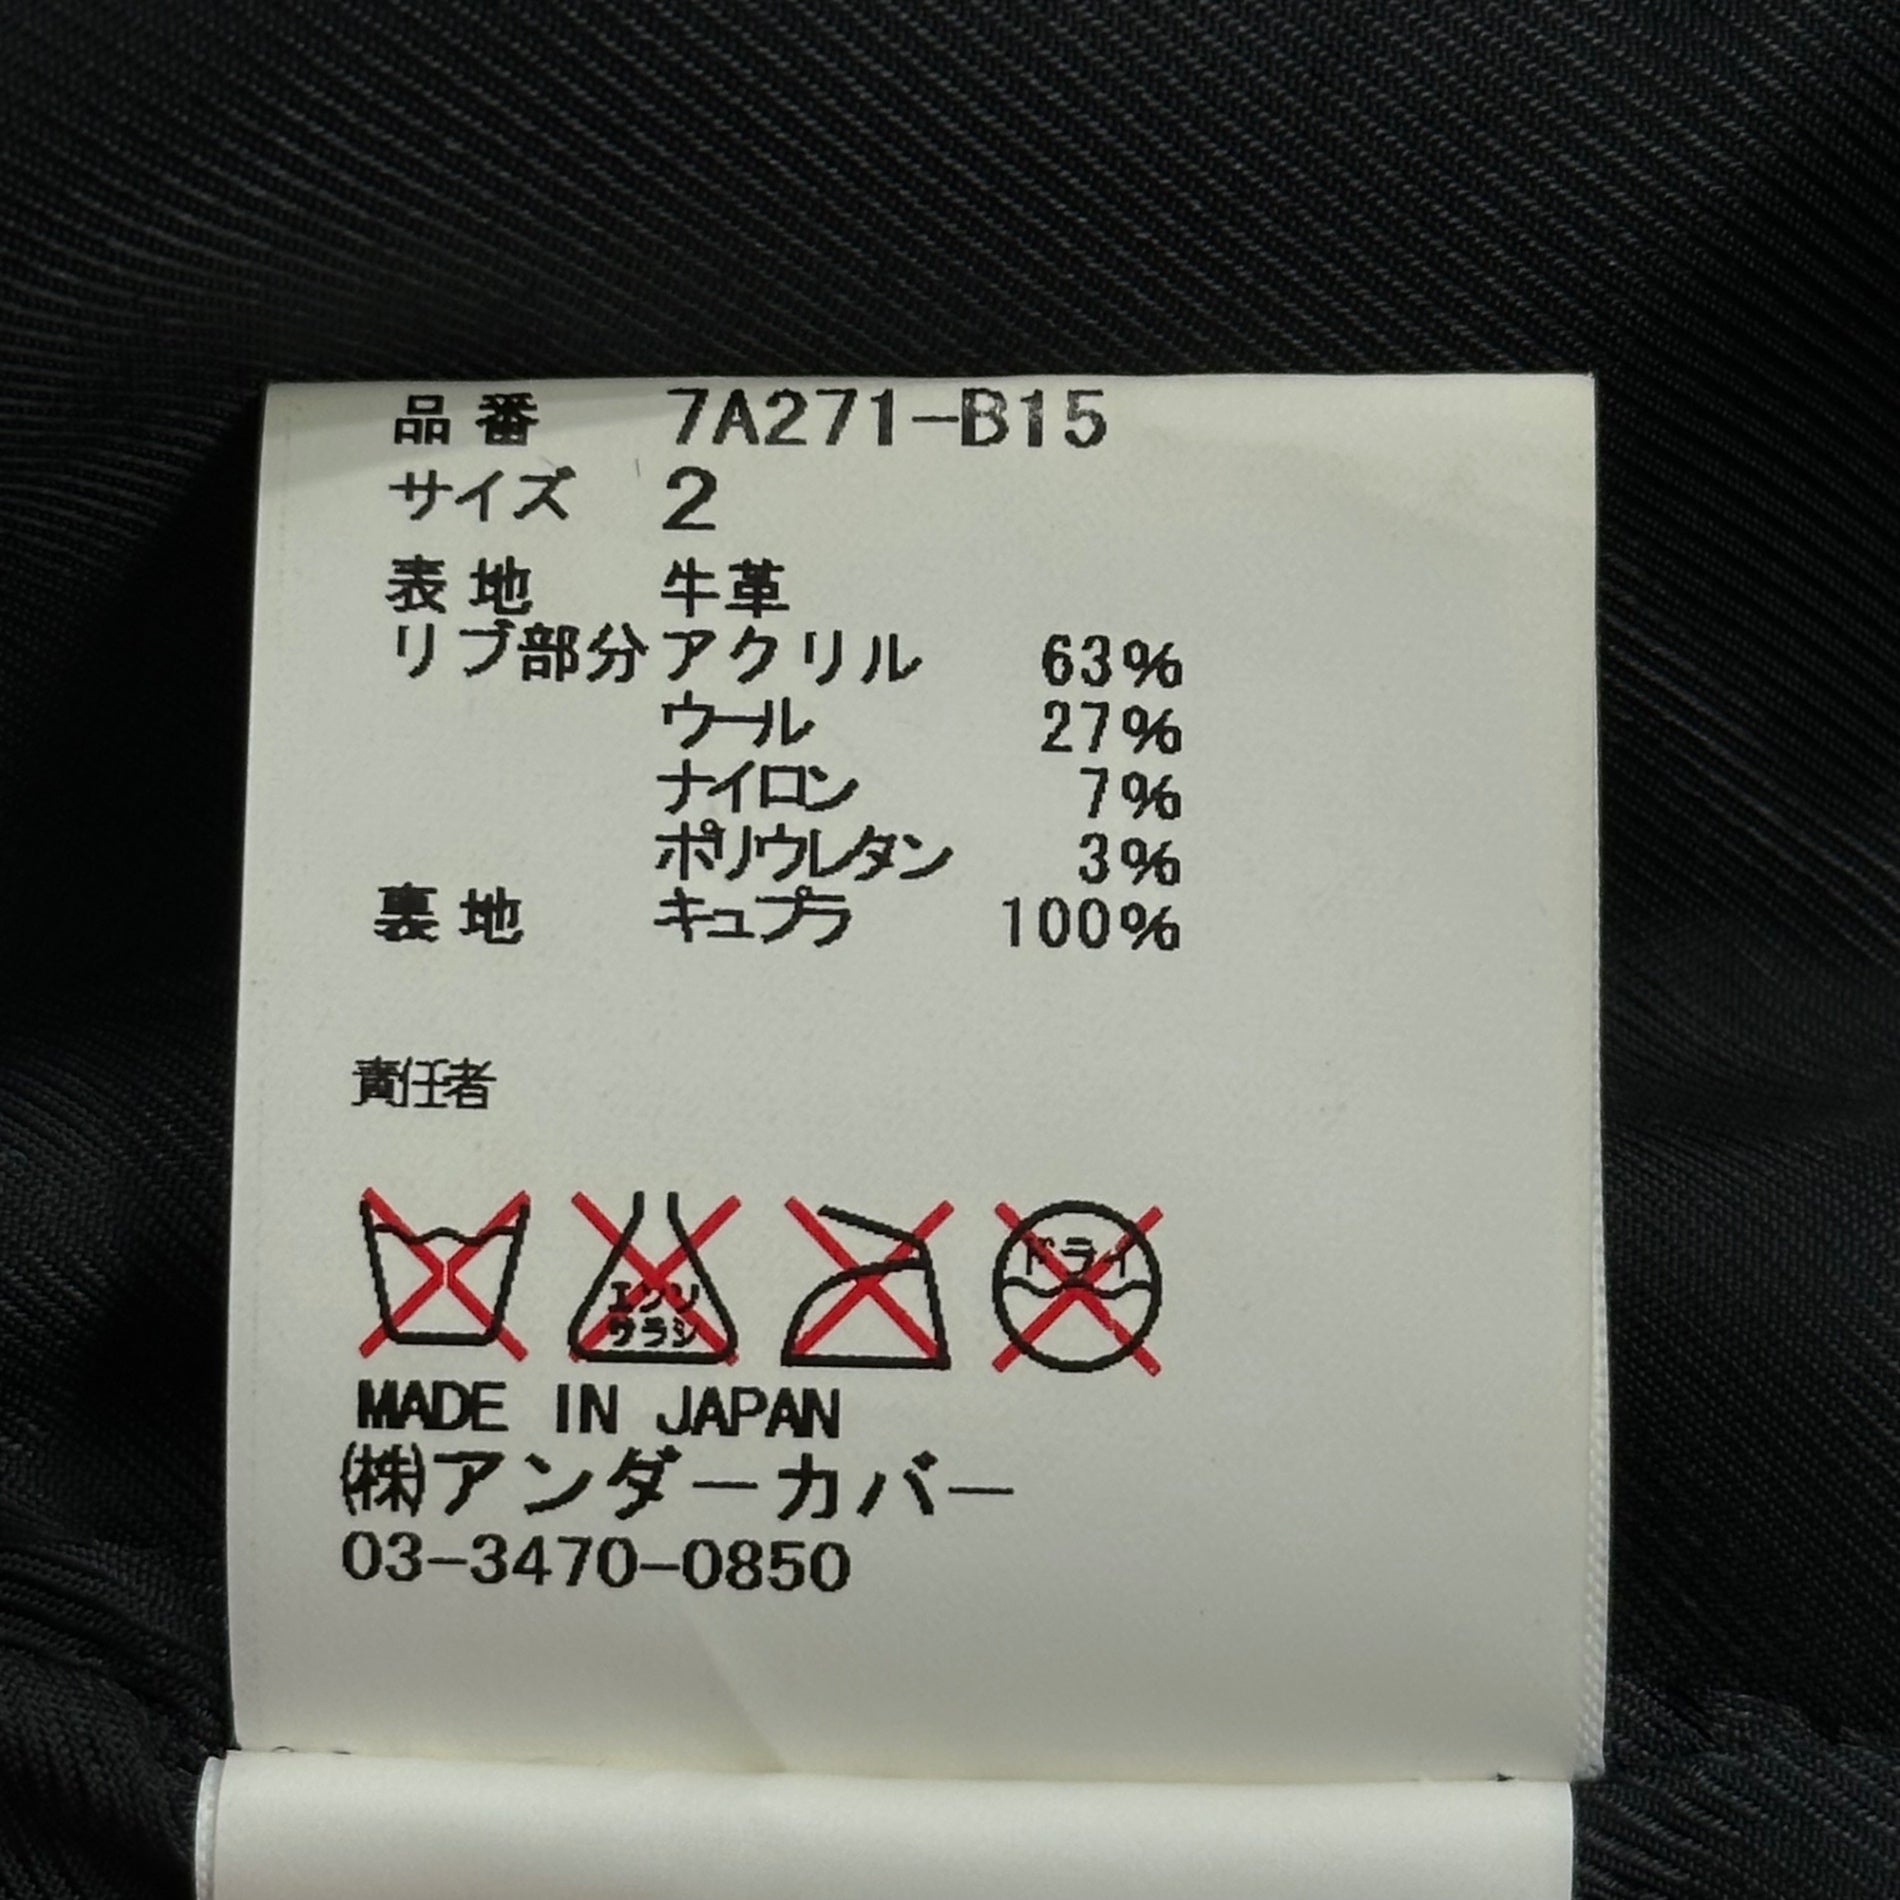 品番 7A271-B15
サイズ 2
表地 牛革
リブ部分 アクリル 63%
ウール 27%
ナイロン 7%
ポリウレタン 3%
裏地 キュプラ 100%
責任者
エンソ サラシ ドライ
MADE IN JAPAN
(株)アンダーカバー
03-3470-0850